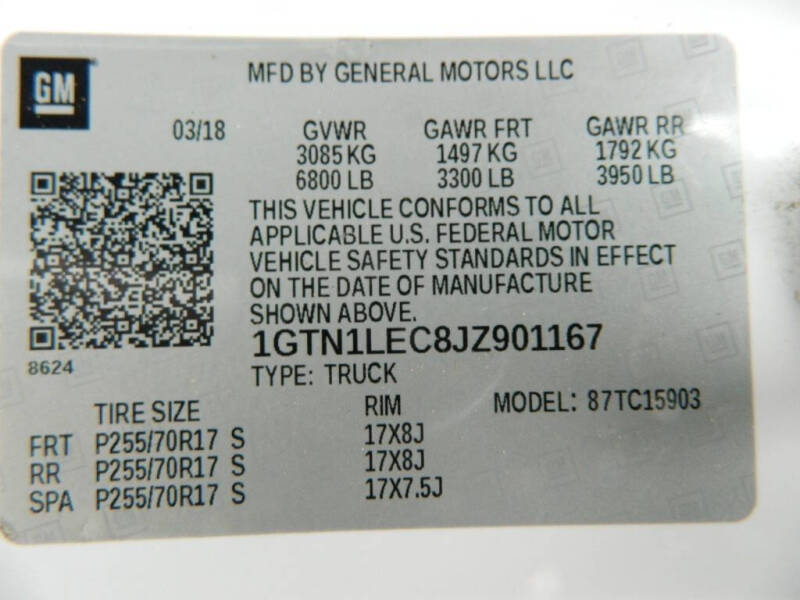 GM
MFD BY GENERAL MOTORS LLC
03/18 GVWR GAWR FRT GAWR RR
3085 KG 1497 KG 1792 KG
6800 LB 3300 LB 3950 LB
THIS VEHICLE CONFORMS TO ALL
APPLICABLE U.S. FEDERAL MOTOR
VEHICLE SAFETY STANDARDS IN EFFECT
ON THE DATE OF MANUFACTURE
SHOWN ABOVE.
1GTN1LEC8JZ901167
8624
TYPE: TRUCK
TIRE SIZE RIM MODEL: 87TC15903
FRT P255/70R17 S 17X8J
RR P255/70R17 S 17X8J
SPA P255/70R17 S 17X7.5J